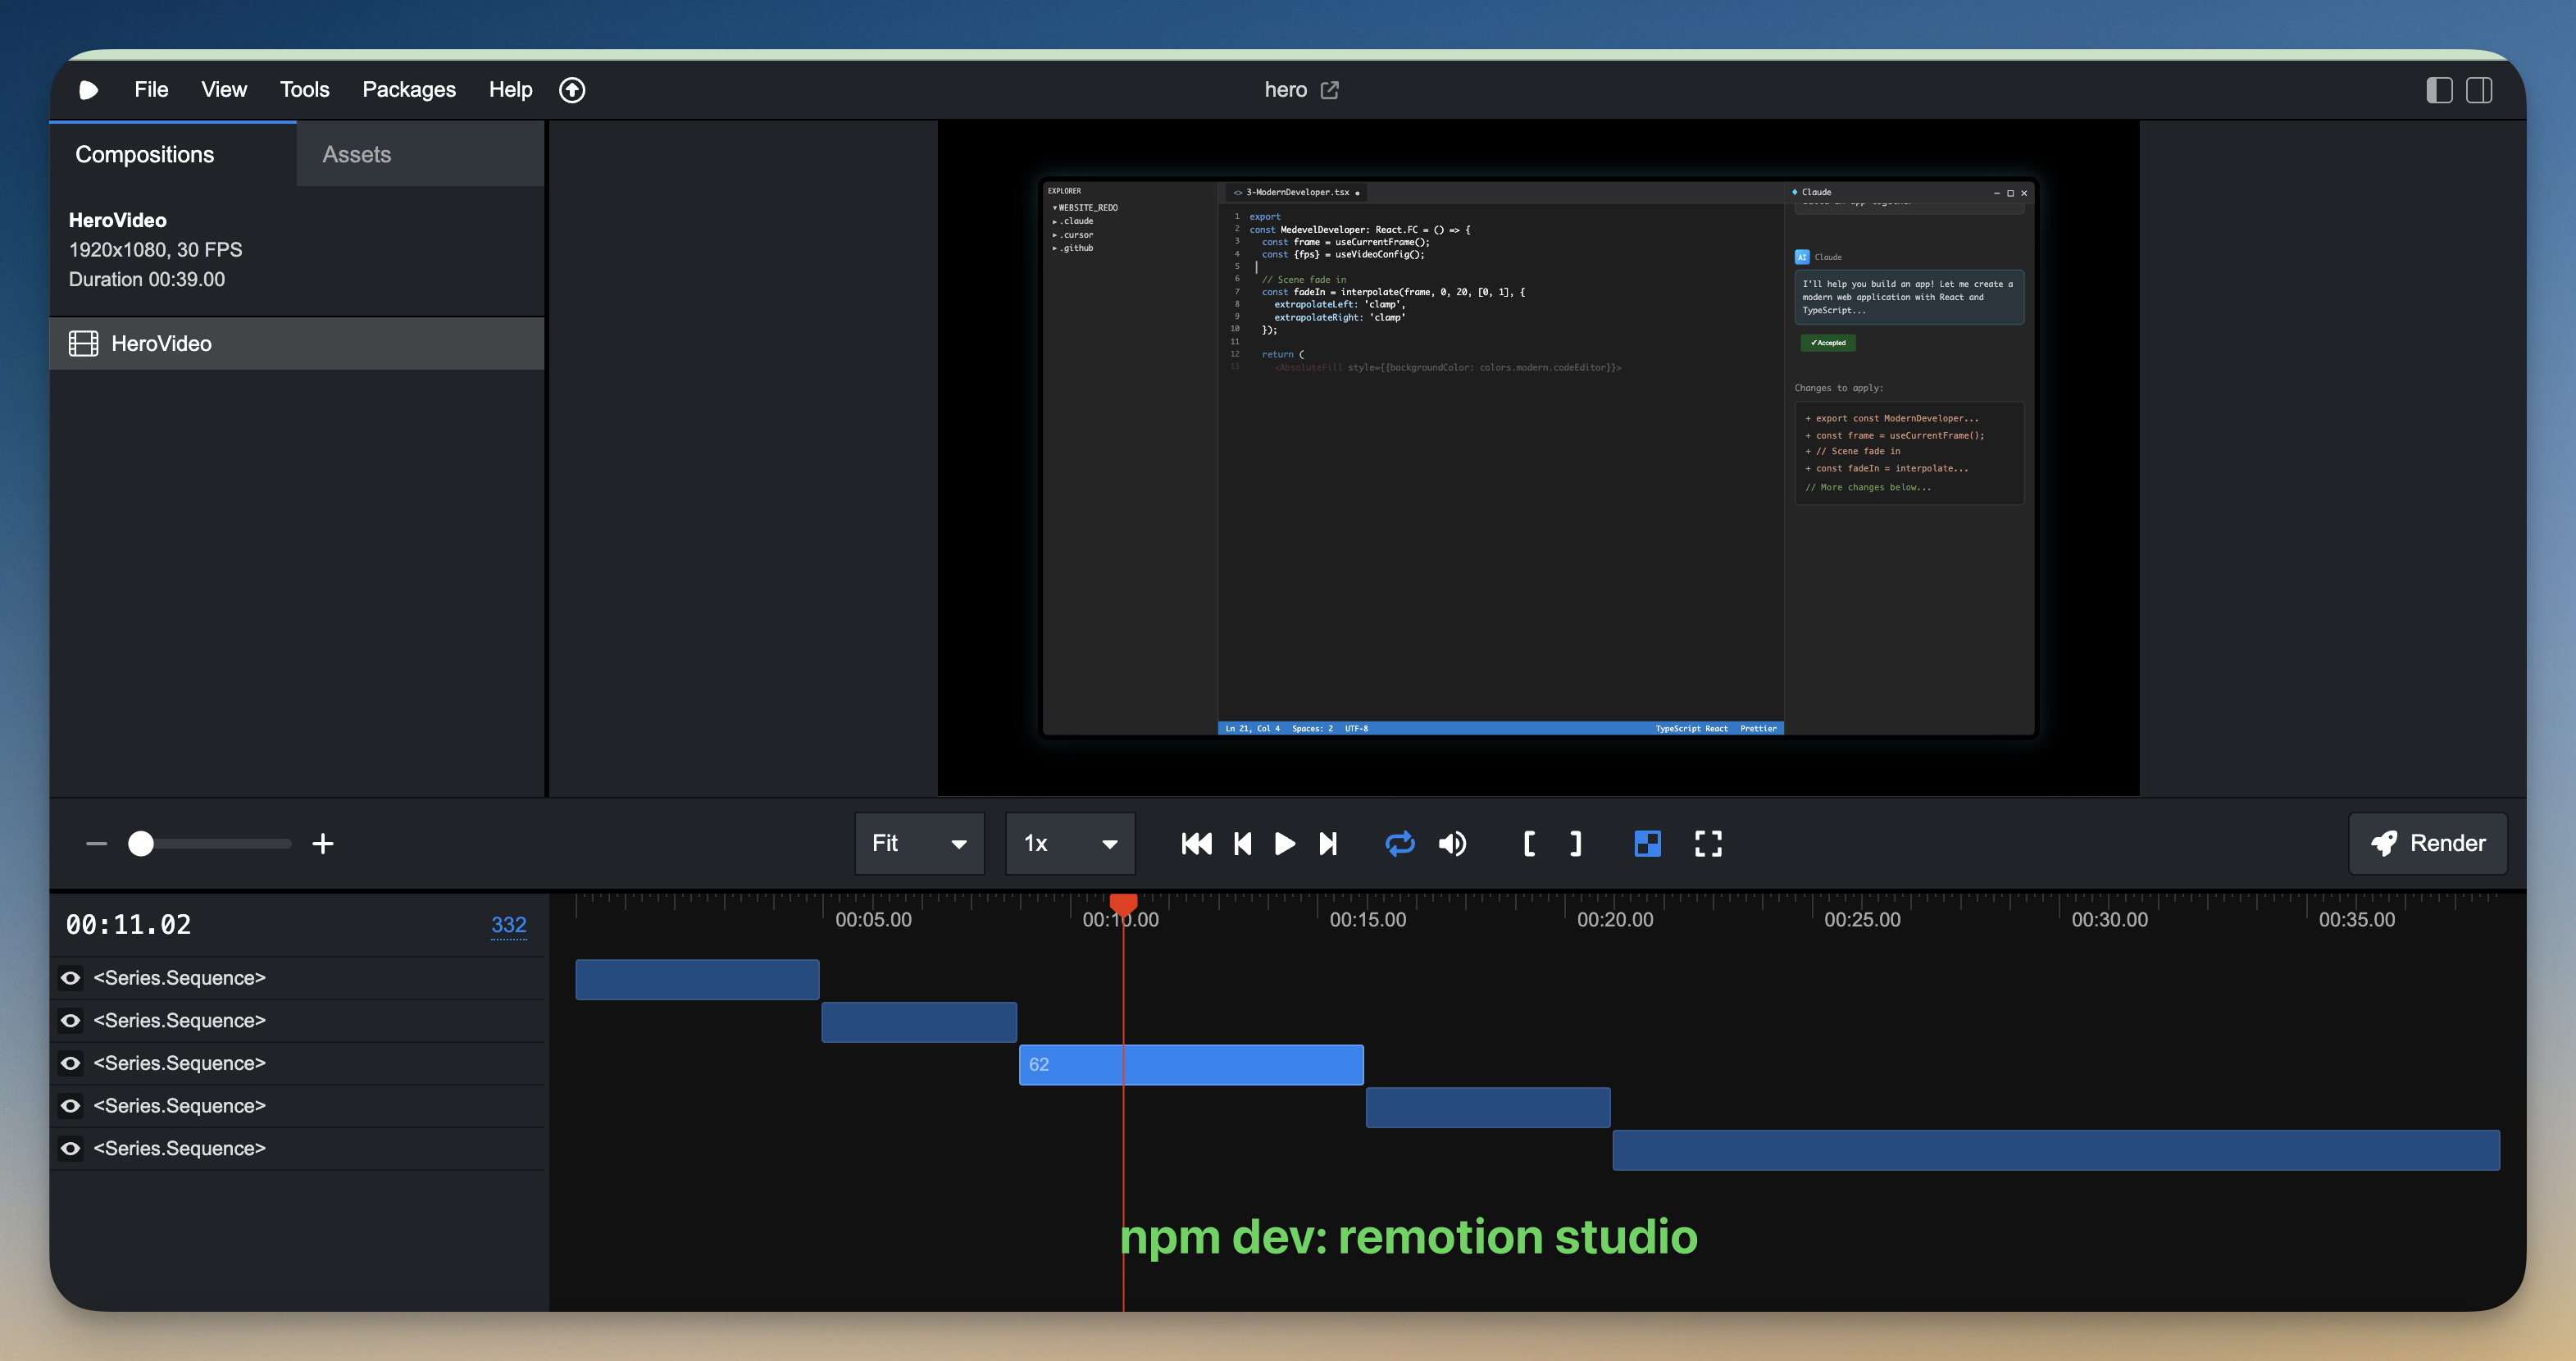 File View Tools Packages Help
hero
Compositions Assets
HeroVideo
1920x1080, 30 FPS
Duration 00:39.00
HeroVideo
EXPLORER
WEBSITE_REDO
.claude
.cursor
.github
<> 3-ModernDeveloper.tsx
1 export
2 const MedevelDeveloper: React.FC = () => {
3 const frame = useCurrentFrame();
4 const {fps} = useVideoConfig();
5
6 // Scene fade in
7 const fadeIn = interpolate(frame, 0, 20, [0, 1], {
8 extrapolateLeft: 'clamp',
9 extrapolateRight: 'clamp'
10 });
11
12 return (
13 <AbsoluteFill style={{backgroundColor: colors.modern.codeEditor}}>
Ln 21, Col 4 Spaces: 2 UTF-8 TypeScript React Prettier
Claude
AI Claude
I'll help you build an app! Let me create a
modern web application with React and
TypeScript...
✓Accepted
Changes to apply:
+ export const ModernDeveloper...
+ const frame = useCurrentFrame();
+ // Scene fade in
+ const fadeIn = interpolate...
// More changes below...
Fit 1x Render
00:11.02 332
00:05.00 00:10.00 00:15.00 00:20.00 00:25.00 00:30.00 00:35.00
<Series.Sequence>
<Series.Sequence>
<Series.Sequence>
62
<Series.Sequence>
<Series.Sequence>
npm dev: remotion studio